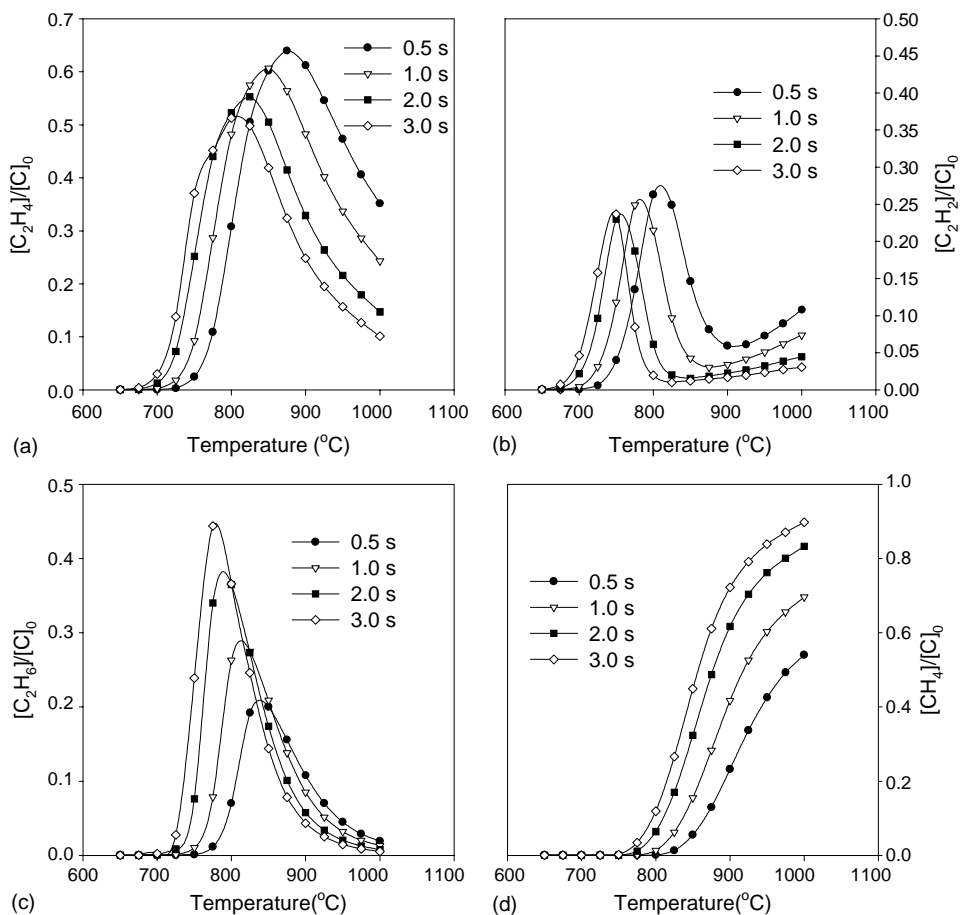 0.7
0.6
0.5
0.4
0.3
0.2
0.1
0.0
[C₂H₄]/[C]₀
0.5 s
1.0 s
2.0 s
3.0 s
600 700 800 900 1000 1100
Temperature (°C)
(a)
0.50
0.45
0.40
0.35
0.30
0.25
0.20
0.15
0.10
0.05
0.00
[C₂H₂]/[C]₀
0.5 s
1.0 s
2.0 s
3.0 s
600 700 800 900 1000 1100
Temperature (°C)
(b)
0.5
0.4
0.3
0.2
0.1
0.0
[C₂H₆]/[C]₀
0.5 s
1.0 s
2.0 s
3.0 s
600 700 800 900 1000 1100
Temperature(°C)
(c)
1.0
0.8
0.6
0.4
0.2
0.0
[CH₄]/[C]₀
0.5 s
1.0 s
2.0 s
3.0 s
600 700 800 900 1000 1100
Temperature(°C)
(d)